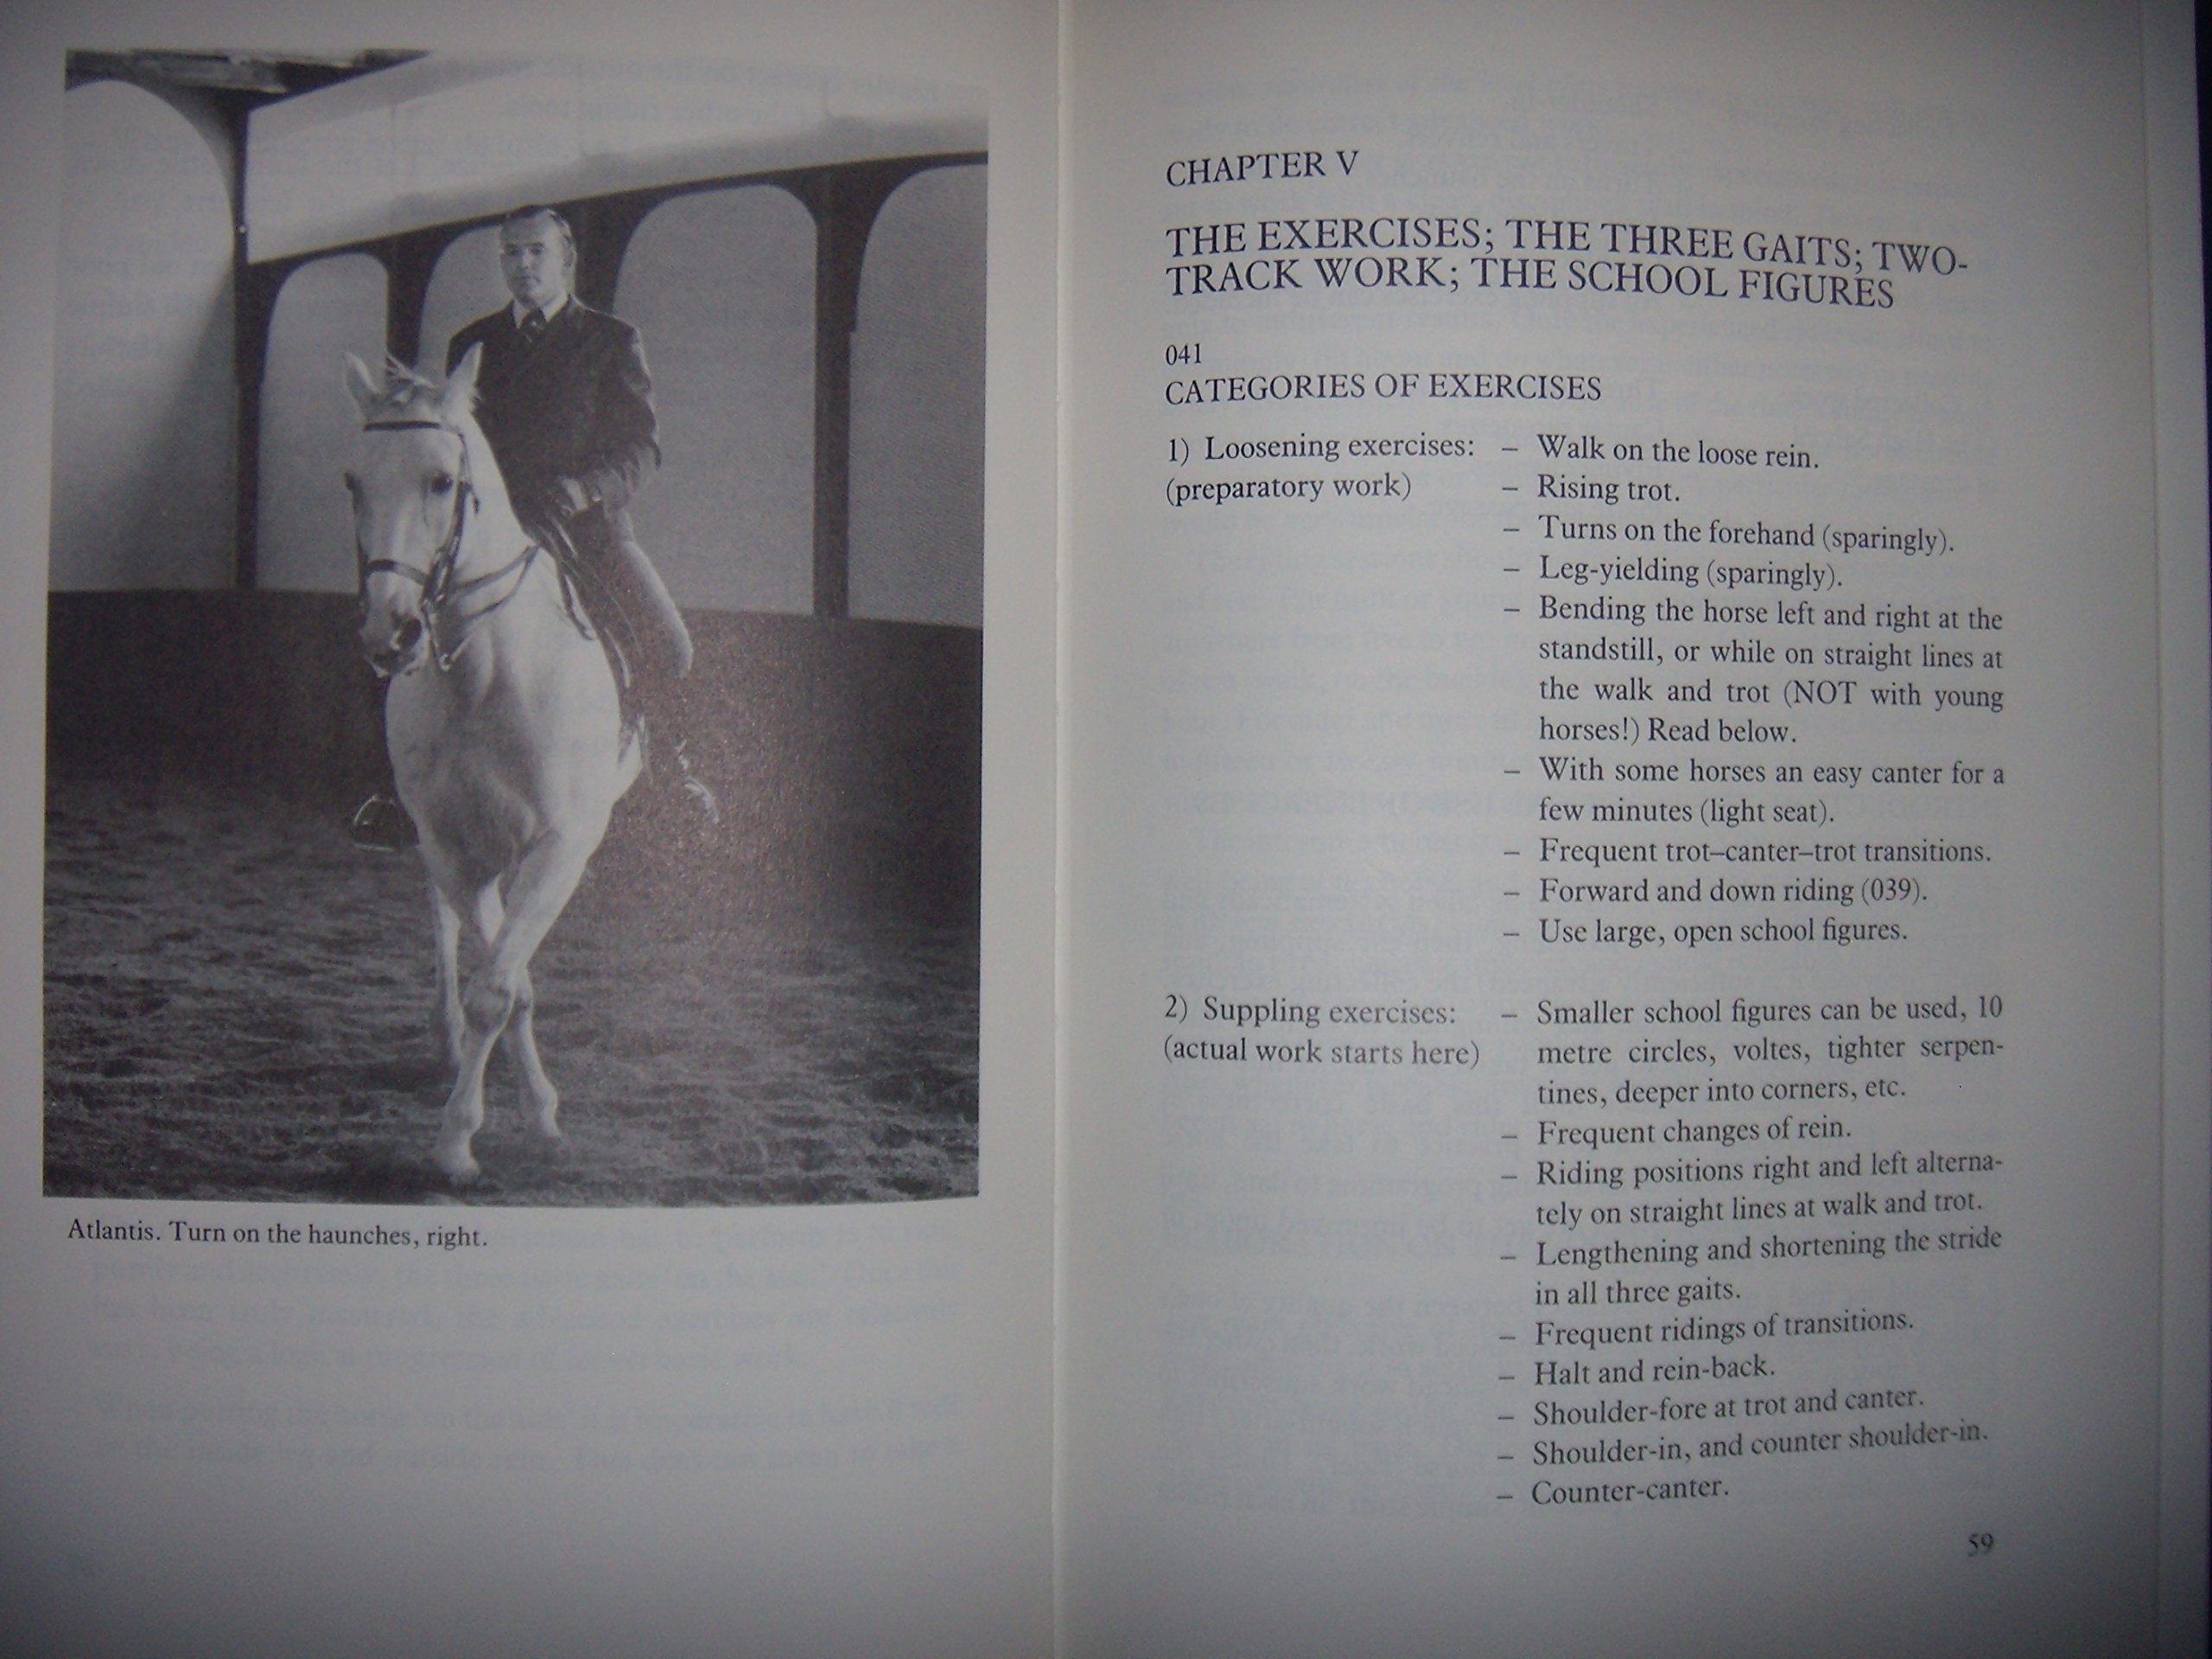 Atlantis. Turn on the haunches, right.
CHAPTER V
THE EXERCISES; THE THREE GAITS; TWO-
TRACK WORK; THE SCHOOL FIGURES
041
CATEGORIES OF EXERCISES
1) Loosening exercises: – Walk on the loose rein.
(preparatory work) – Rising trot.
– Turns on the forehand (sparingly).
– Leg-yielding (sparingly).
– Bending the horse left and right at the
standstill, or while on straight lines at
the walk and trot (NOT with young
horses!) Read below.
– With some horses an easy canter for a
few minutes (light seat).
– Frequent trot–canter–trot transitions.
– Forward and down riding (039).
– Use large, open school figures.
2) Suppling exercises: – Smaller school figures can be used, 10
(actual work starts here) metre circles, voltes, tighter serpen-
tines, deeper into corners, etc.
– Frequent changes of rein.
– Riding positions right and left alterna-
tely on straight lines at walk and trot.
– Lengthening and shortening the stride
in all three gaits.
– Frequent ridings of transitions.
– Halt and rein-back.
– Shoulder-fore at trot and canter.
– Shoulder-in, and counter shoulder-in.
– Counter-canter.
59